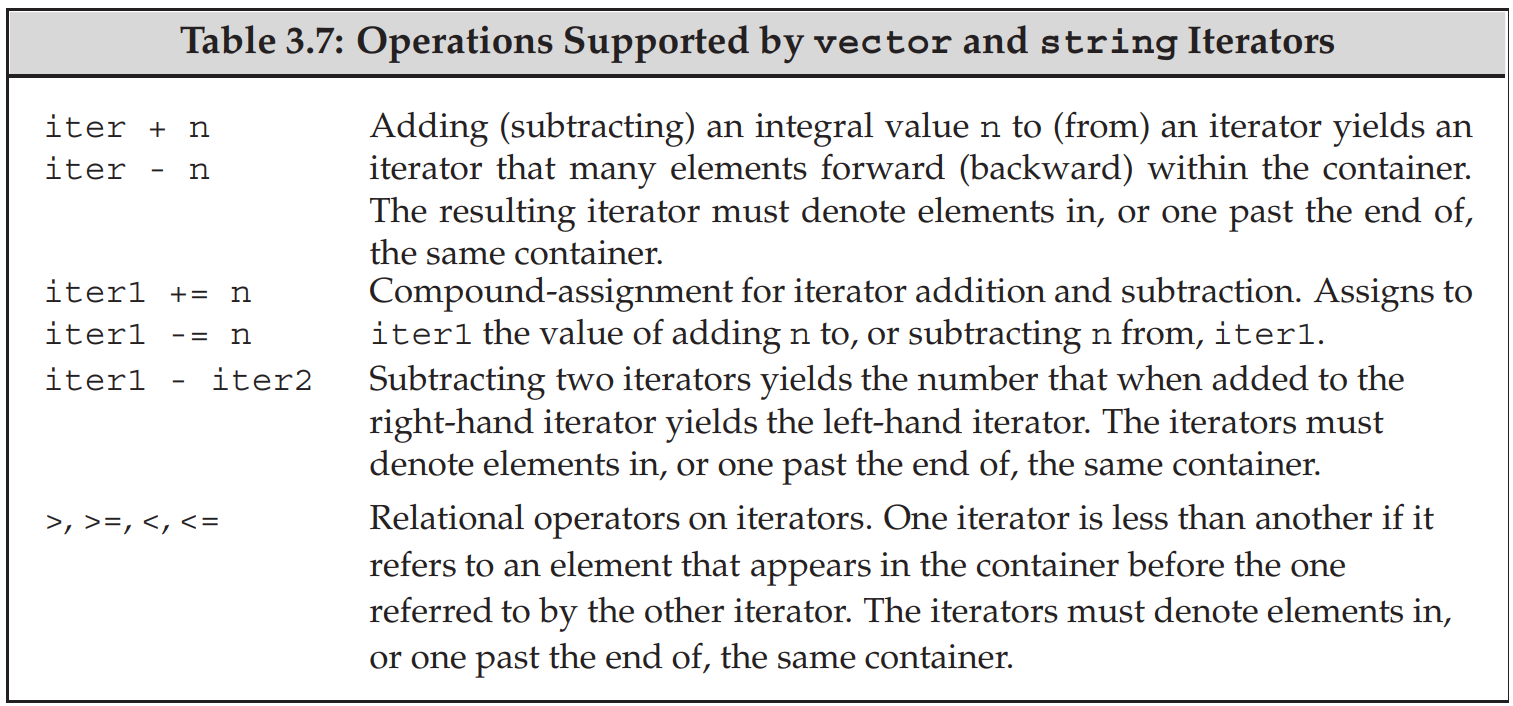 Table 3.7: Operations Supported by vector and string Iterators
iter + n Adding (subtracting) an integral value n to (from) an iterator yields an
iter - n iterator that many elements forward (backward) within the container.
The resulting iterator must denote elements in, or one past the end of,
the same container.
iter1 += n Compound-assignment for iterator addition and subtraction. Assigns to
iter1 -= n iter1 the value of adding n to, or subtracting n from, iter1.
iter1 - iter2 Subtracting two iterators yields the number that when added to the
right-hand iterator yields the left-hand iterator. The iterators must
denote elements in, or one past the end of, the same container.
>, >=, <, <= Relational operators on iterators. One iterator is less than another if it
refers to an element that appears in the container before the one
referred to by the other iterator. The iterators must denote elements in,
or one past the end of, the same container.